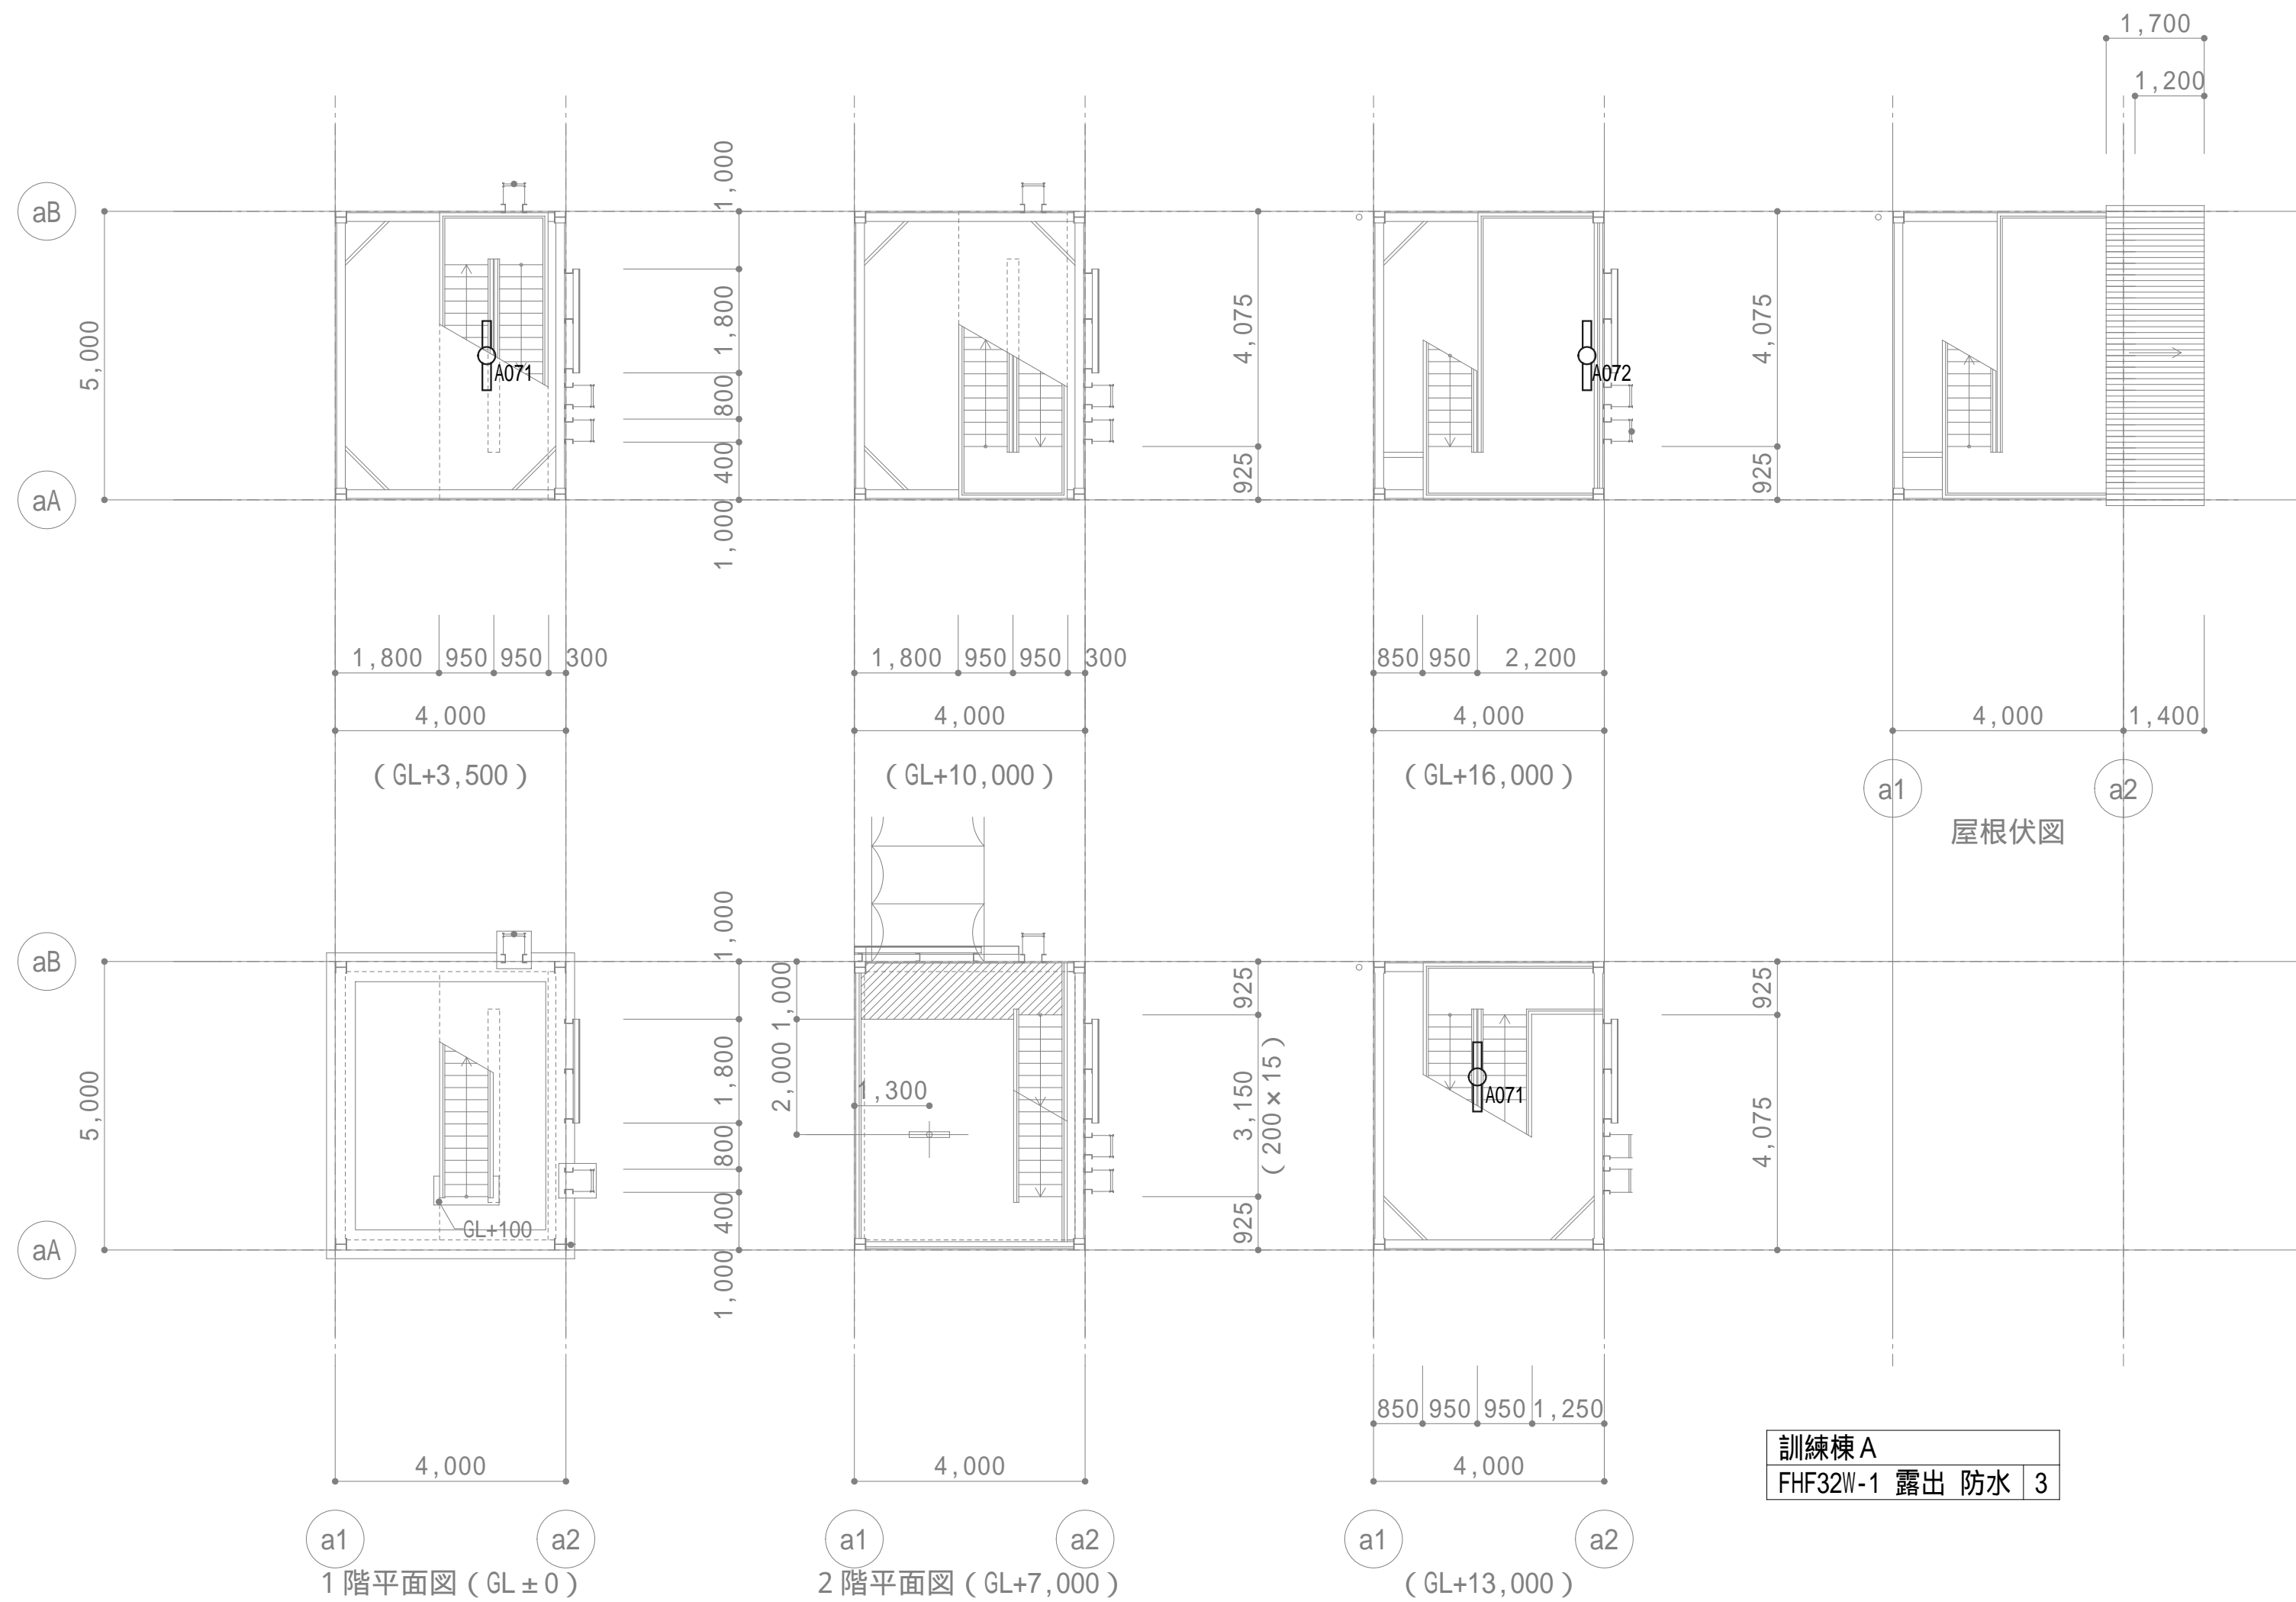 1,700
1,200
aB
5,000
aA
1,000
1,800
800
400
1,000
A071
4,075
925
A072
4,075
925
1,800 950 950 300
4,000
(GL+3,500)
1,800 950 950 300
4,000
(GL+10,000)
850 950 2,200
4,000
(GL+16,000)
4,000 1,400
a1 a2
屋根伏図
aB
5,000
aA
GL+100
1,000
1,800
800
400
1,000
1,000
2,000
1,300
925
3,150
(200×15)
925
A071
925
4,075
4,000
a1 a2
1階平面図(GL±0)
4,000
a1 a2
2階平面図(GL+7,000)
850 950 950 1,250
4,000
a1 a2
(GL+13,000)
訓練棟A
FHF32W-1 露出 防水 3